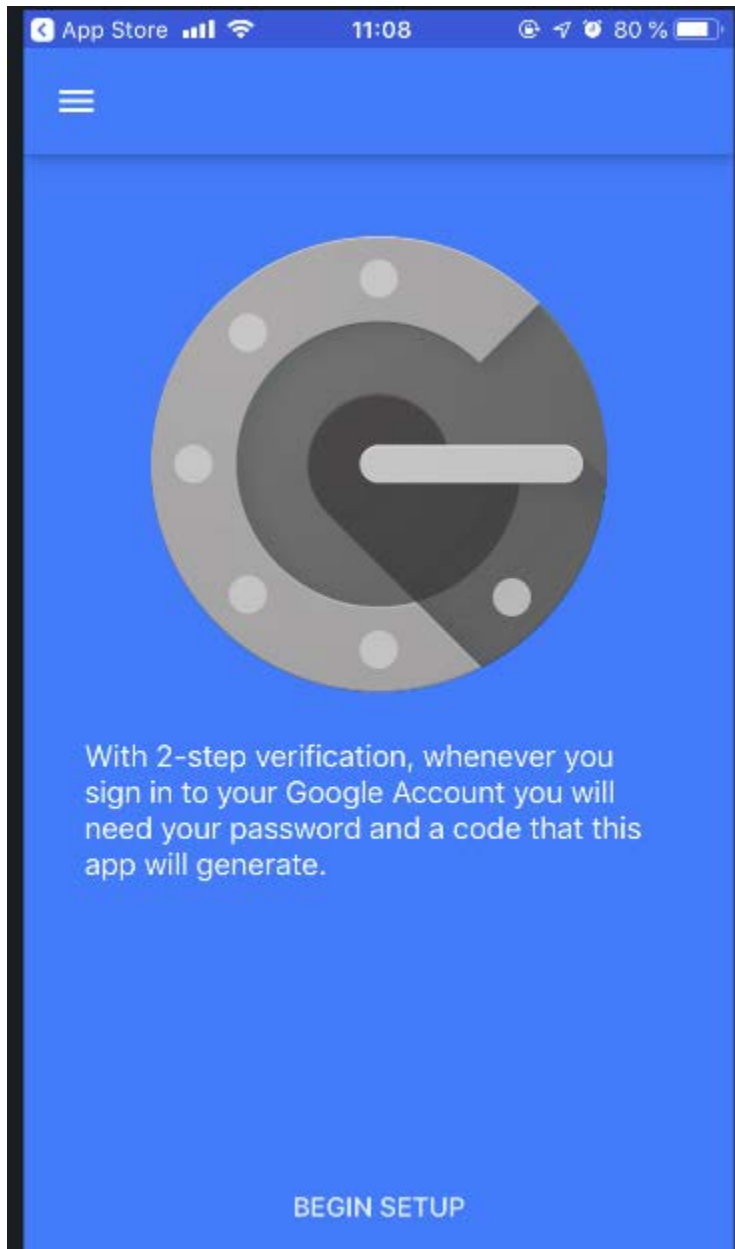 App Store 11:08 80 %
With 2-step verification, whenever you
sign in to your Google Account you will
need your password and a code that this
app will generate.
BEGIN SETUP